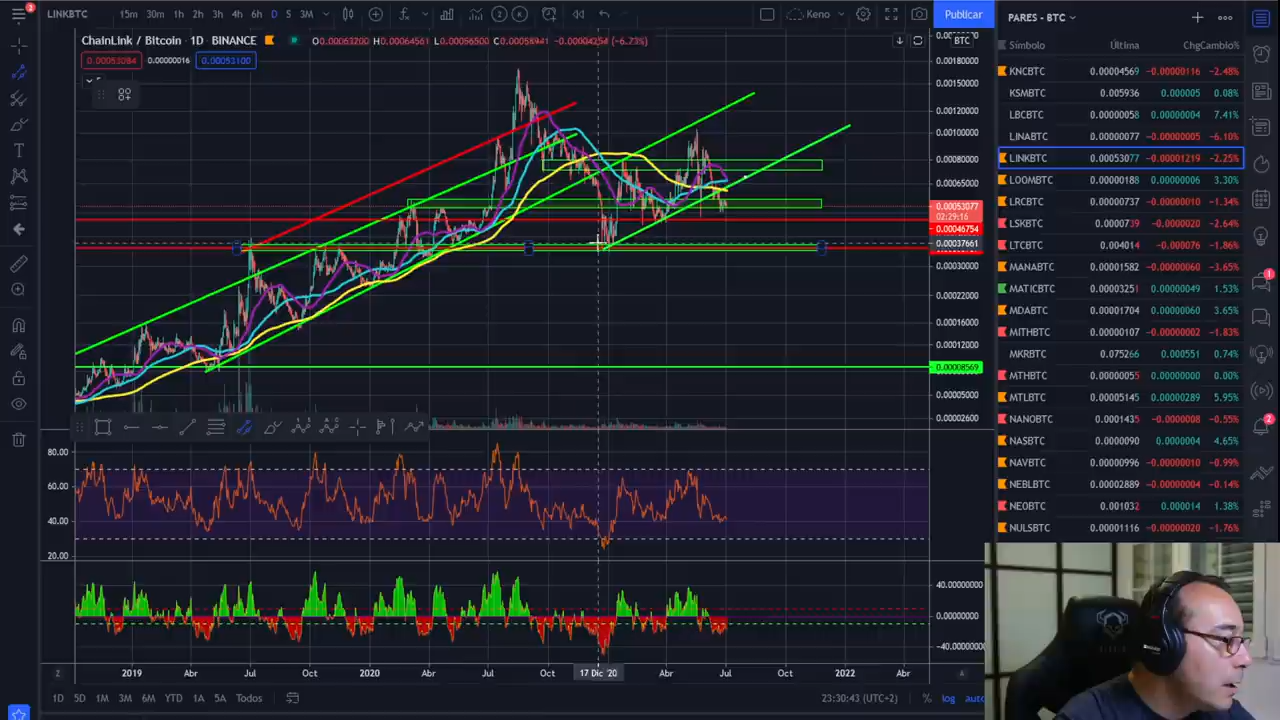 LINKBTC 15m 30m 1h 2h 3h 4h 6h D S 3M Keno Publicar
ChainLink / Bitcoin · 1D · BINANCE O0.00063200 H0.00064561 L0.00056500 C0.00058941 -0.00004254 (-6.73%) BTC
0.00053084 0.00000016 0.00053100
0.00180000
0.00150000
0.00120000
0.00100000
0.00080000
0.00065000
0.00053077
02:29:16
0.00046754
0.00037661
0.00030000
0.00022000
0.00016000
0.00012000
0.00008569
0.00005000
0.00002600
80.00
60.00
40.00
20.00
40.00000000
0.00000000
-40.00000000
2019 Abr Jul Oct 2020 Abr Jul Oct 17 Dic '20 Abr Jul Oct 2022 Abr
1D 5D 1M 3M 6M YTD 1A 5A Todos 23:30:43 (UTC+2) % log auto
PARES - BTC
Símbolo Última Chg Cambio%
KNCBTC 0.00004569 -0.00000116 -2.48%
KSMBTC 0.005936 0.000005 0.08%
LBCBTC 0.00000058 0.00000004 7.41%
LINABTC 0.00000077 -0.00000005 -6.10%
LINKBTC 0.00053077 -0.00001219 -2.25%
LOOMBTC 0.00000188 0.00000006 3.30%
LRCBTC 0.00000737 -0.00000010 -1.34%
LSKBTC 0.00007739 -0.00000210 -2.64%
LTCBTC 0.004014 -0.000076 -1.86%
MANABTC 0.00001582 -0.00000060 -3.65%
MATICBTC 0.00003251 0.00000049 1.53%
MDABTC 0.00001704 0.00000060 3.65%
MITHBTC 0.00000107 -0.00000002 -1.83%
MKRBTC 0.075266 0.000551 0.74%
MTHBTC 0.00000055 0.00000000 0.00%
MTLBTC 0.00005145 0.00000289 5.95%
NANOBTC 0.0001435 -0.00000008 -0.55%
NASBTC 0.0000090 0.000004 4.65%
NAVBTC 0.00000996 -0.00000010 -0.99%
NEBLBTC 0.00002889 -0.00000004 -0.14%
NEOBTC 0.001032 0.000014 1.38%
NULSBTC 0.00001116 -0.00000020 -1.76%